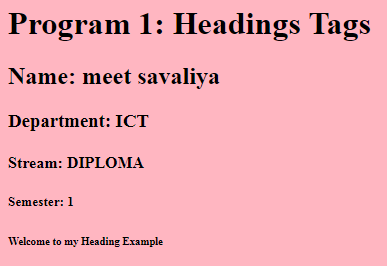 Program 1: Headings Tags
Name: meet savaliya
Department: ICT
Stream: DIPLOMA
Semester: 1
Welcome to my Heading Example